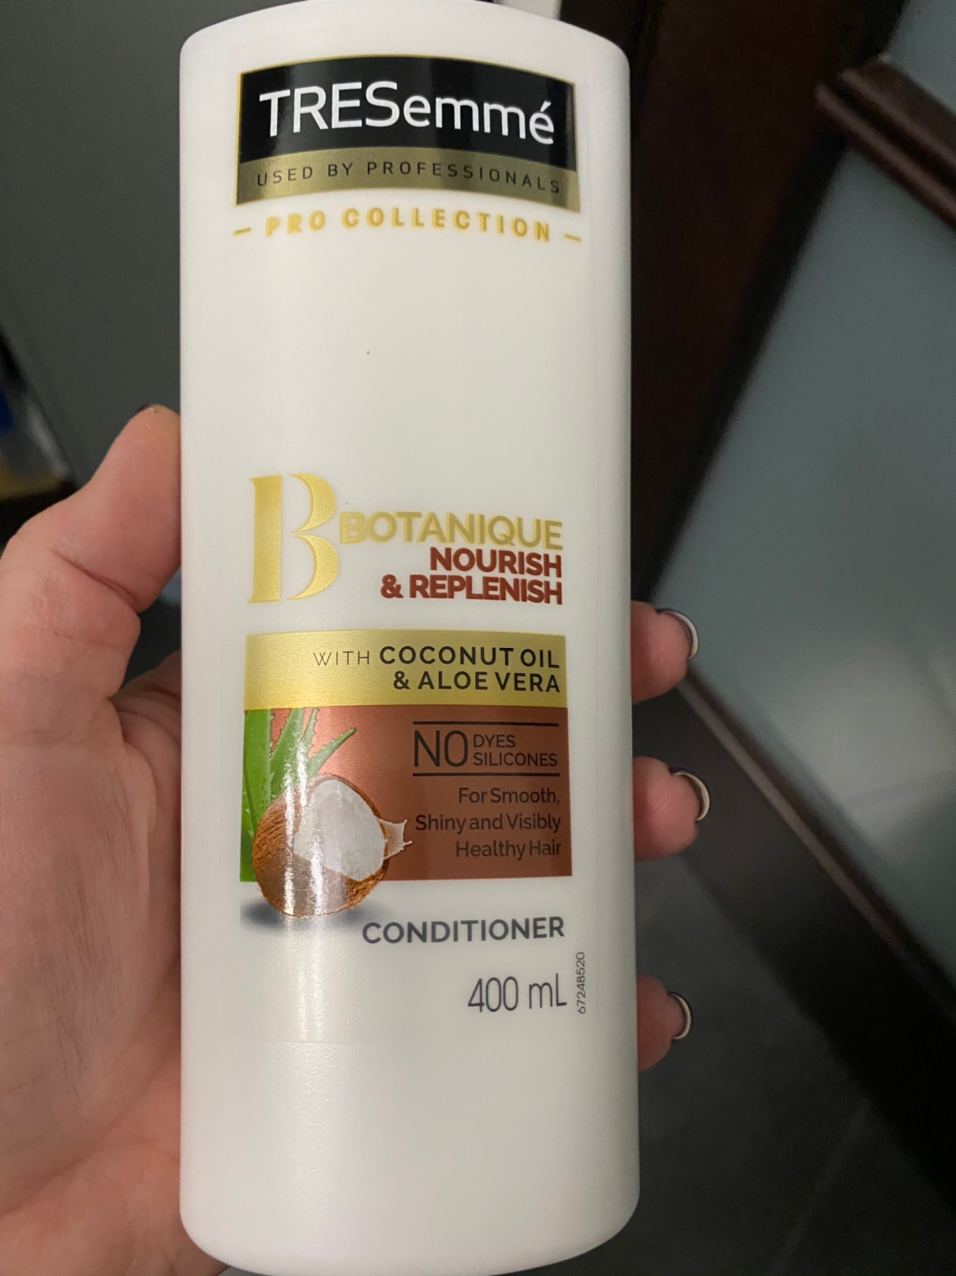 TRESemmé
USED BY PROFESSIONALS
— PRO COLLECTION —
B BOTANIQUE
NOURISH
& REPLENISH
WITH COCONUT OIL
& ALOE VERA
NO DYES
SILICONES
For Smooth,
Shiny and Visibly
Healthy Hair
CONDITIONER
400 mL
67248520